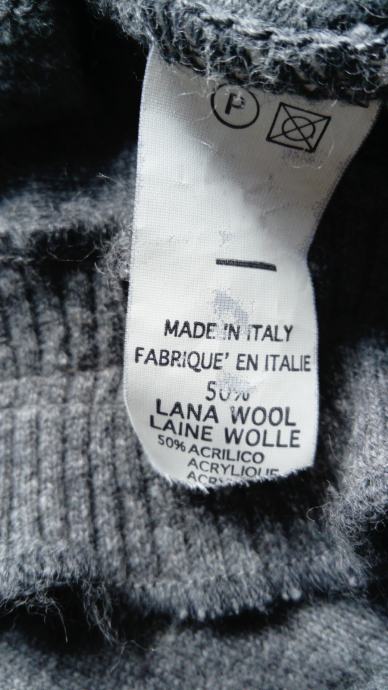 P
MADE IN ITALY
FABRIQUE' EN ITALIE
50%
LANA WOOL
LAINE WOLLE
50% ACRILICO
ACRYLIQUE